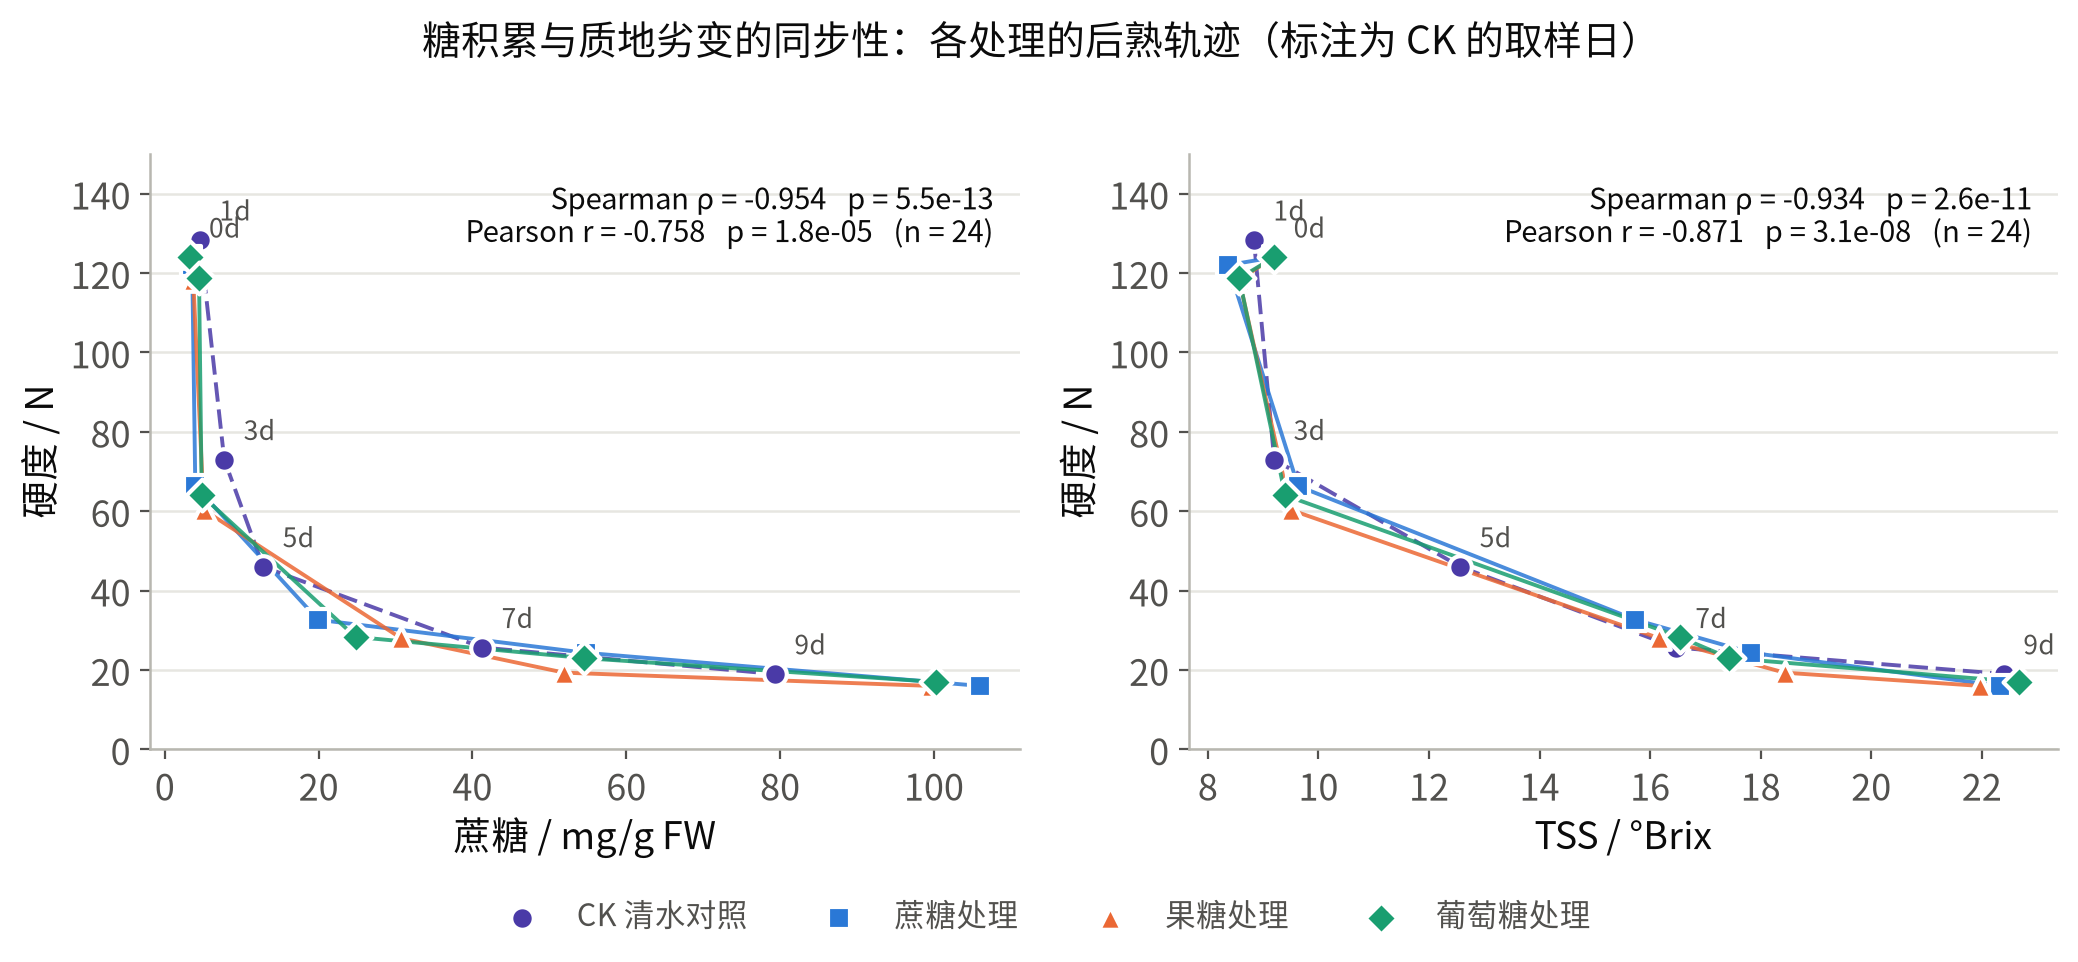 糖积累与质地劣变的同步性：各处理的后熟轨迹（标注为 CK 的取样日）
Spearman ρ = -0.954 p = 5.5e-13
Pearson r = -0.758 p = 1.8e-05 (n = 24)
1d
0d
3d
5d
7d
9d
140
120
100
80
60
40
20
0
硬度 / N
0 20 40 60 80 100
蔗糖 / mg/g FW
Spearman ρ = -0.934 p = 2.6e-11
Pearson r = -0.871 p = 3.1e-08 (n = 24)
1d
0d
3d
5d
7d
9d
140
120
100
80
60
40
20
0
硬度 / N
8 10 12 14 16 18 20 22
TSS / °Brix
CK 清水对照 蔗糖处理 果糖处理 葡萄糖处理